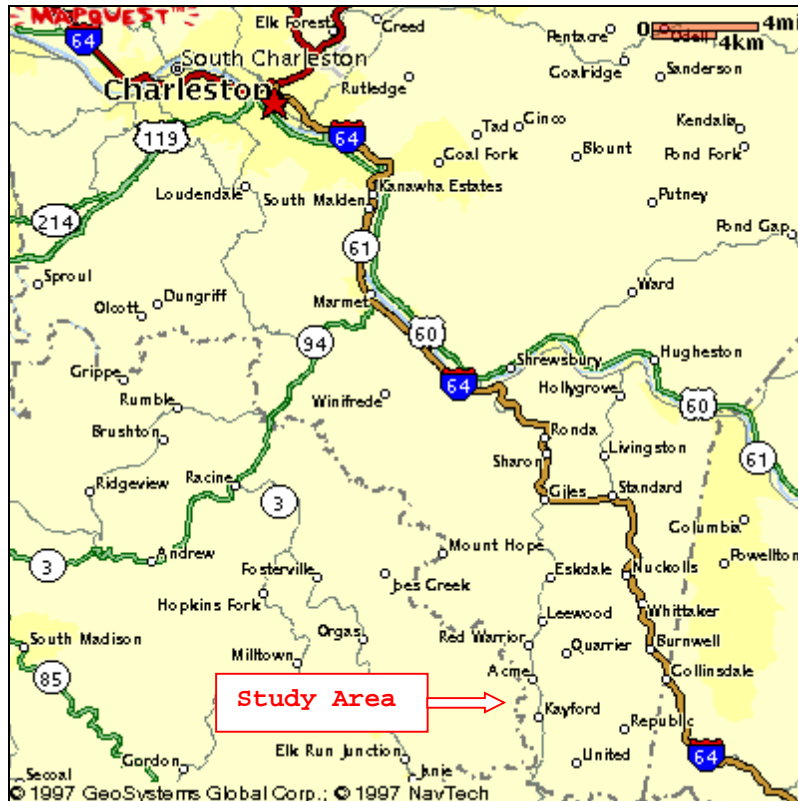 MAPQUEST™
64
Elk Forest
Creed
Pentacre
0 4mi
Odell
4km
South Charleston
Coalridge
Sanderson
Charleston
Rutledge
119
64
Tad
Cinco
Kendalia
Coal Fork
Blount
Pond Fork
Loudendale
Kanawha Estates
South Malden
Putney
214
61
Pond Gap
Sproul
Dungriff
Olcott
Marmet
Ward
94
60
Shrewsbury
Hugheston
Grippe
64
Hollygrove
Rumble
Winifrede
60
Brushton
Ronda
Livingston
61
Sharon
Ridgeview
Racine
3
Giles
Standard
Columbia
3
Andrew
Mount Hope
Powellton
Fosterville
Joes Creek
Eskdale
Nuckolls
Hopkins Fork
Leewood
Whittaker
South Madison
Orgas
Red Warrior
Quarrier
Burnwell
85
Milltown
Acme
Collinsdale
Study Area
Kayford
Republic
Gordon
Elk Run Junction
United
64
Secoal
Janie
© 1997 GeoSystems Global Corp.; © 1997 NavTech